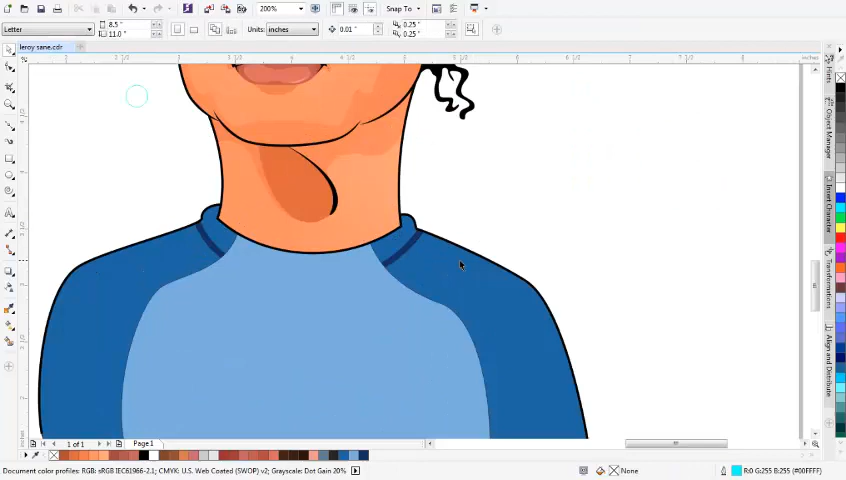 200%
Snap To
Letter
8.5 "
11.0 "
Units: inches
0.01 "
0.25 "
0.25 "
leroy sane.cdr
inches
Hints
Object Manager
Insert Character
Transformations
Align and Distribute
1 of 1
Page 1
Document color profiles: RGB: sRGB IEC61966-2.1; CMYK: U.S. Web Coated (SWOP) v2; Grayscale: Dot Gain 20%
None
R:0 G:255 B:255 (#00FFFF)